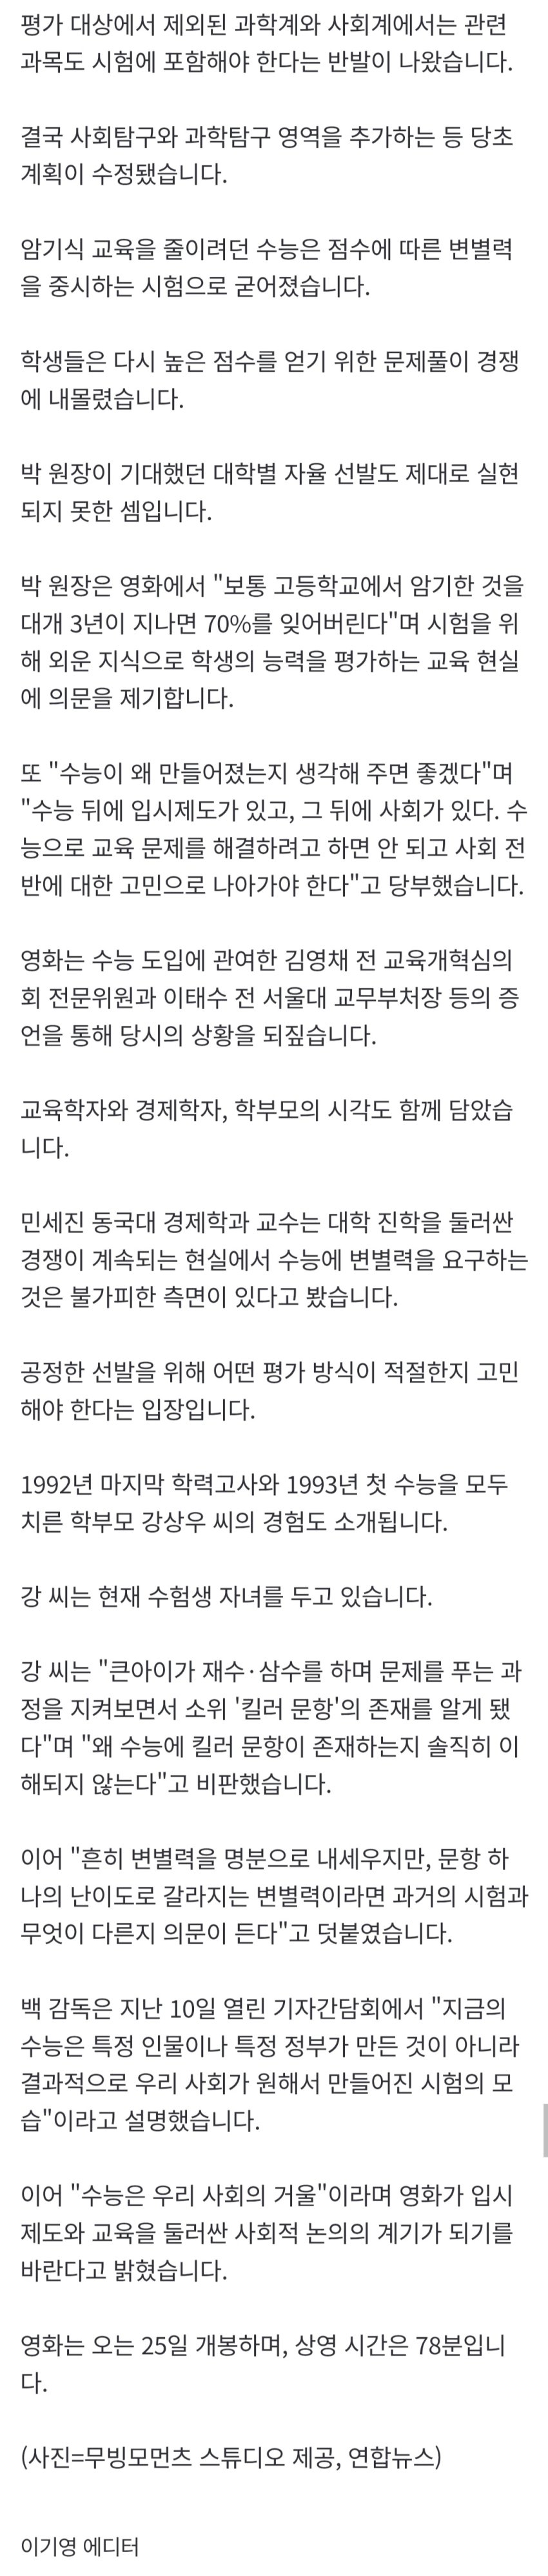 평가 대상에서 제외된 과학계와 사회계에서는 관련
과목도 시험에 포함해야 한다는 반발이 나왔습니다.
결국 사회탐구와 과학탐구 영역을 추가하는 등 당초
계획이 수정됐습니다.
암기식 교육을 줄이려던 수능은 점수에 따른 변별력
을 중시하는 시험으로 굳어졌습니다.
학생들은 다시 높은 점수를 얻기 위한 문제풀이 경쟁
에 내몰렸습니다.
박 원장이 기대했던 대학별 자율 선발도 제대로 실현
되지 못한 셈입니다.
박 원장은 영화에서 "보통 고등학교에서 암기한 것을
대개 3년이 지나면 70%를 잊어버린다"며 시험을 위
해 외운 지식으로 학생의 능력을 평가하는 교육 현실
에 의문을 제기합니다.
또 "수능이 왜 만들어졌는지 생각해 주면 좋겠다"며
"수능 뒤에 입시제도가 있고, 그 뒤에 사회가 있다. 수
능으로 교육 문제를 해결하려고 하면 안 되고 사회 전
반에 대한 고민으로 나아가야 한다"고 당부했습니다.
영화는 수능 도입에 관여한 김영채 전 교육개혁심의
회 전문위원과 이태수 전 서울대 교무부처장 등의 증
언을 통해 당시의 상황을 되짚습니다.
교육학자와 경제학자, 학부모의 시각도 함께 담았습
니다.
민세진 동국대 경제학과 교수는 대학 진학을 둘러싼
경쟁이 계속되는 현실에서 수능에 변별력을 요구하는
것은 불가피한 측면이 있다고 봤습니다.
공정한 선발을 위해 어떤 평가 방식이 적절한지 고민
해야 한다는 입장입니다.
1992년 마지막 학력고사와 1993년 첫 수능을 모두
치른 학부모 강상우 씨의 경험도 소개됩니다.
강 씨는 현재 수험생 자녀를 두고 있습니다.
강 씨는 "큰아이가 재수·삼수를 하며 문제를 푸는 과
정을 지켜보면서 소위 '킬러 문항'의 존재를 알게 됐
다"며 "왜 수능에 킬러 문항이 존재하는지 솔직히 이
해되지 않는다"고 비판했습니다.
이어 "흔히 변별력을 명분으로 내세우지만, 문항 하
나의 난이도로 갈라지는 변별력이라면 과거의 시험과
무엇이 다른지 의문이 든다"고 덧붙였습니다.
백 감독은 지난 10일 열린 기자간담회에서 "지금의
수능은 특정 인물이나 특정 정부가 만든 것이 아니라
결과적으로 우리 사회가 원해서 만들어진 시험의 모
습"이라고 설명했습니다.
이어 "수능은 우리 사회의 거울"이라며 영화가 입시
제도와 교육을 둘러싼 사회적 논의의 계기가 되기를
바란다고 밝혔습니다.
영화는 오는 25일 개봉하며, 상영 시간은 78분입니
다.
(사진=무빙모먼츠 스튜디오 제공, 연합뉴스)
이기영 에디터